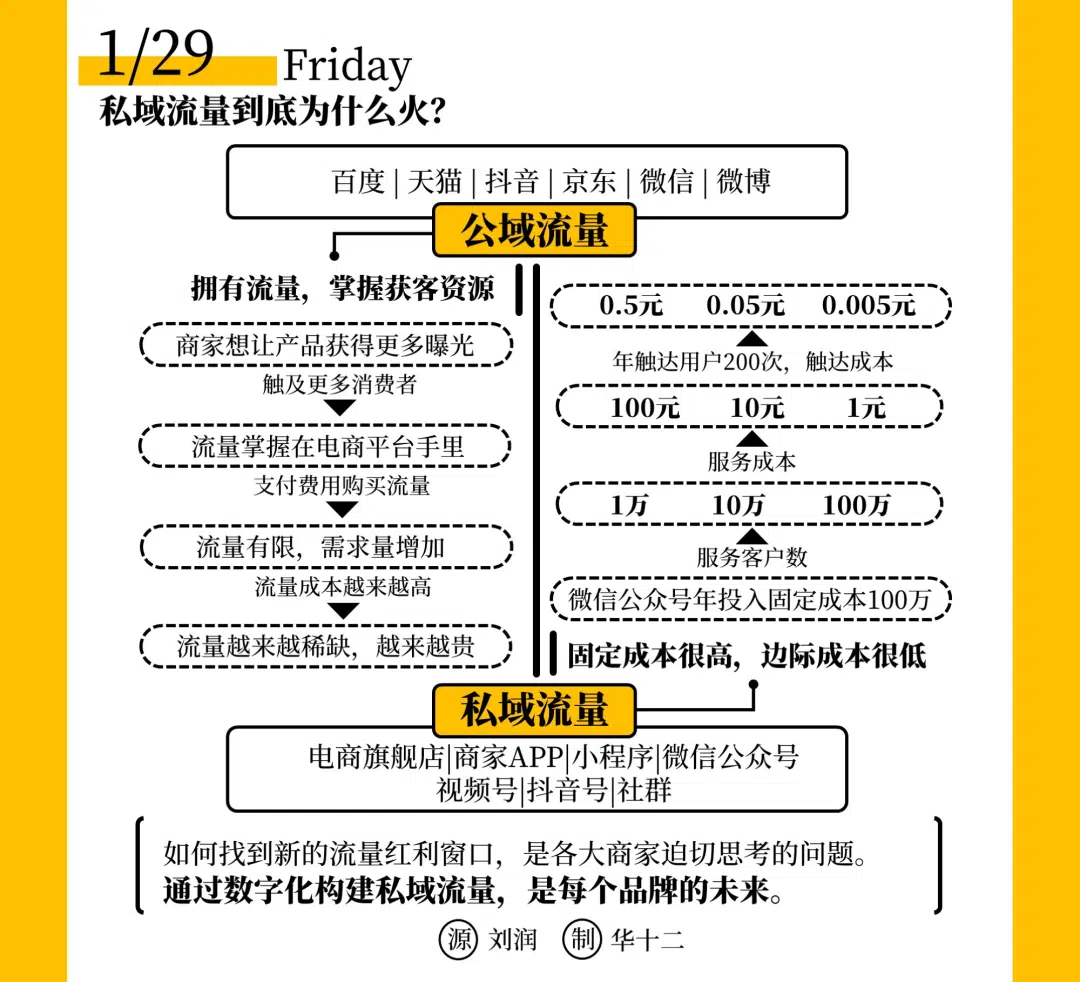 1/29 Friday
私域流量到底为什么火？
百度 | 天猫 | 抖音 | 京东 | 微信 | 微博
公域流量
拥有流量，掌握获客资源
商家想让产品获得更多曝光
触及更多消费者
流量掌握在电商平台手里
支付费用购买流量
流量有限，需求量增加
流量成本越来越高
流量越来越稀缺，越来越贵
0.5元 0.05元 0.005元
年触达用户200次，触达成本
100元 10元 1元
服务成本
1万 10万 100万
服务客户数
微信公众号年投入固定成本100万
固定成本很高，边际成本很低
私域流量
电商旗舰店|商家APP|小程序|微信公众号
视频号|抖音号|社群
如何找到新的流量红利窗口，是各大商家迫切思考的问题。
通过数字化构建私域流量，是每个品牌的未来。
源 刘润 制 华十二